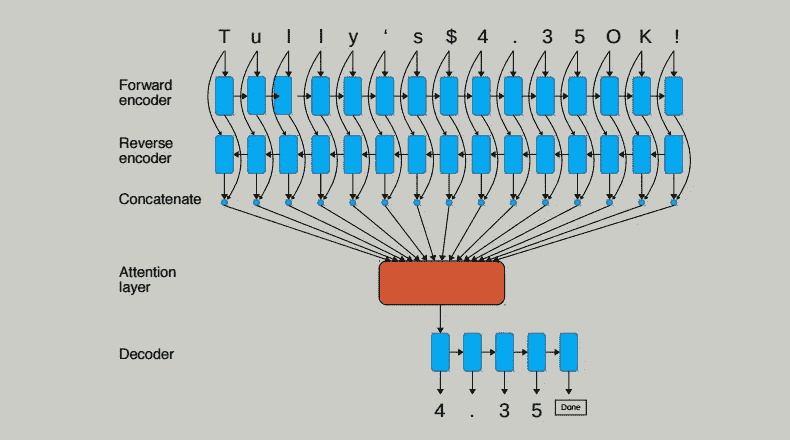 T u l l y ‘ s $ 4 . 3 5 O K !
Forward
encoder
Reverse
encoder
Concatenate
Attention
layer
Decoder
4 . 3 5 Done